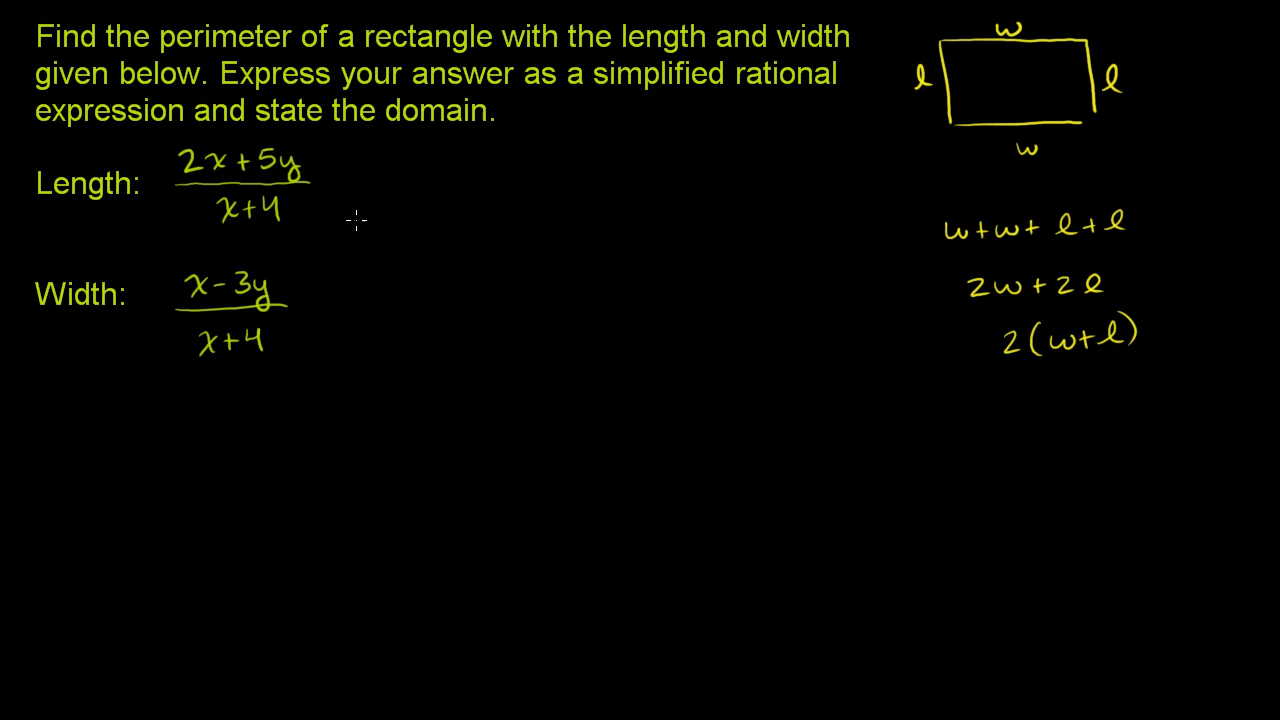 Find the perimeter of a rectangle with the length and width
given below. Express your answer as a simplified rational
expression and state the domain.
Length: 2x + 5y
x+4
Width: x - 3y
x+4
w
l l
w
w + w + l + l
2w + 2l
2(w+l)